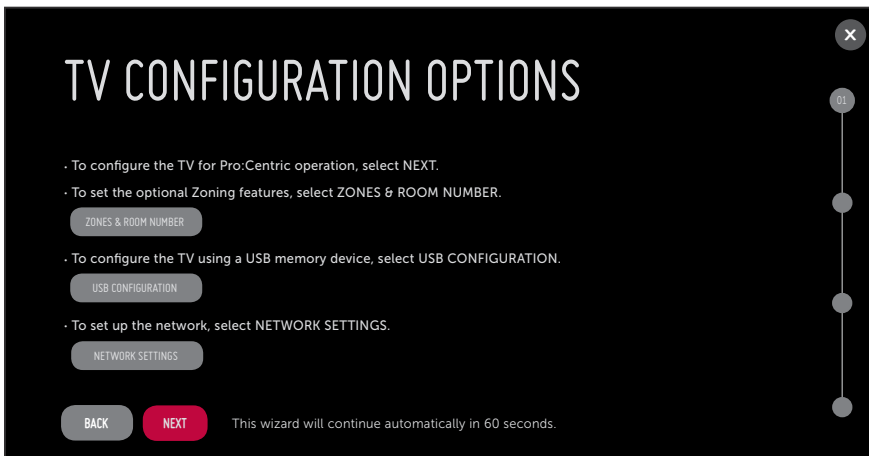 X
TV CONFIGURATION OPTIONS
01
· To configure the TV for Pro:Centric operation, select NEXT.
· To set the optional Zoning features, select ZONES & ROOM NUMBER.
ZONES & ROOM NUMBER
· To configure the TV using a USB memory device, select USB CONFIGURATION.
USB CONFIGURATION
· To set up the network, select NETWORK SETTINGS.
NETWORK SETTINGS
BACK NEXT This wizard will continue automatically in 60 seconds.